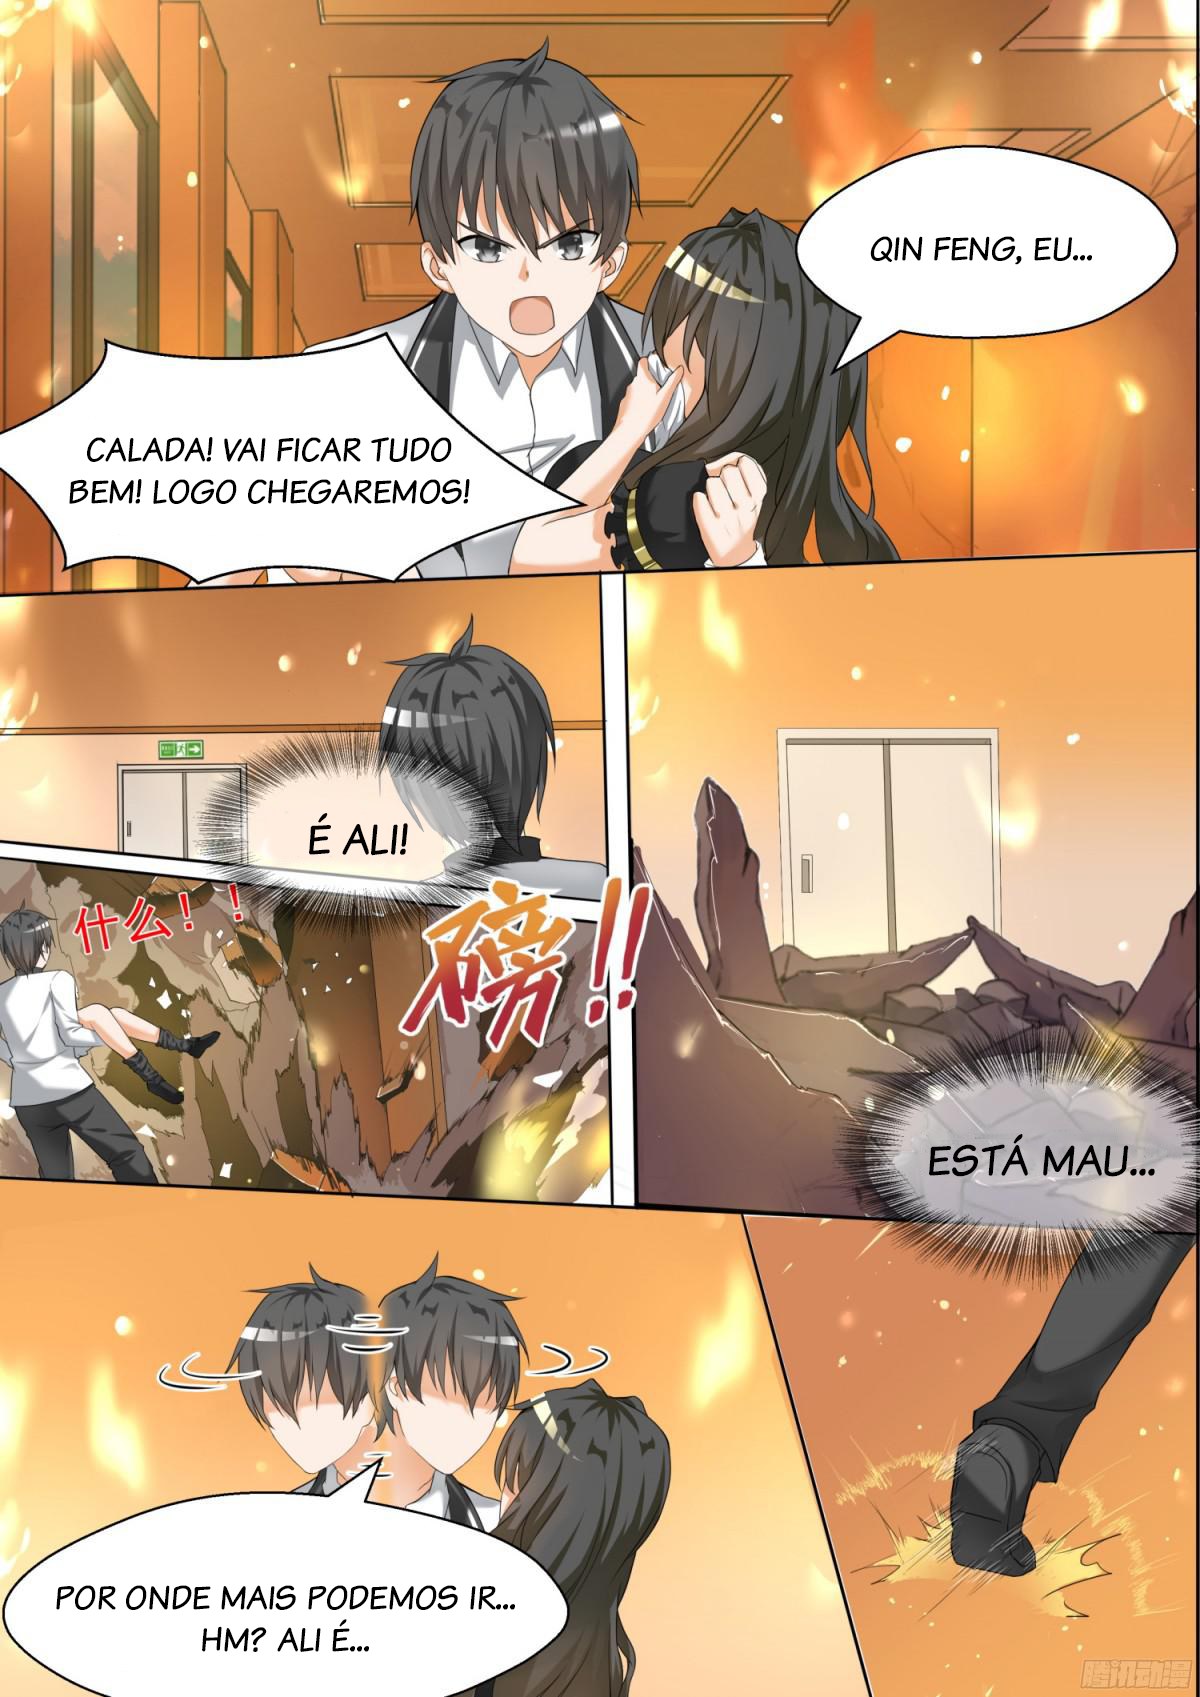 QIN FENG, EU...
CALADA! VAI FICAR TUDO
BEM! LOGO CHEGAREMOS!
É ALI!
什么！！
磅!!
ESTÁ MAU...
POR ONDE MAIS PODEMOS IR...
HM? ALI É...
腾讯动漫